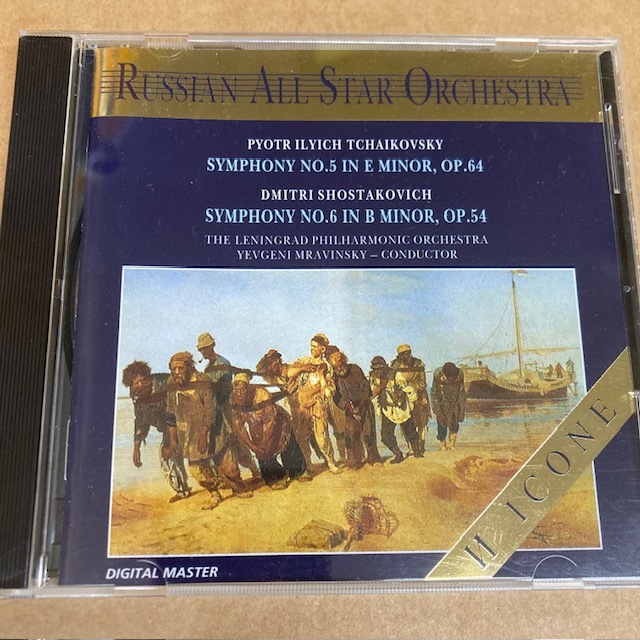 RUSSIAN ALL STAR ORCHESTRA
PYOTR ILYICH TCHAIKOVSKY
SYMPHONY NO.5 IN E MINOR, OP.64
DMITRI SHOSTAKOVICH
SYMPHONY NO.6 IN B MINOR, OP.54
THE LENINGRAD PHILHARMONIC ORCHESTRA
YEVGENI MRAVINSKY – CONDUCTOR
И ICONE
DIGITAL MASTER